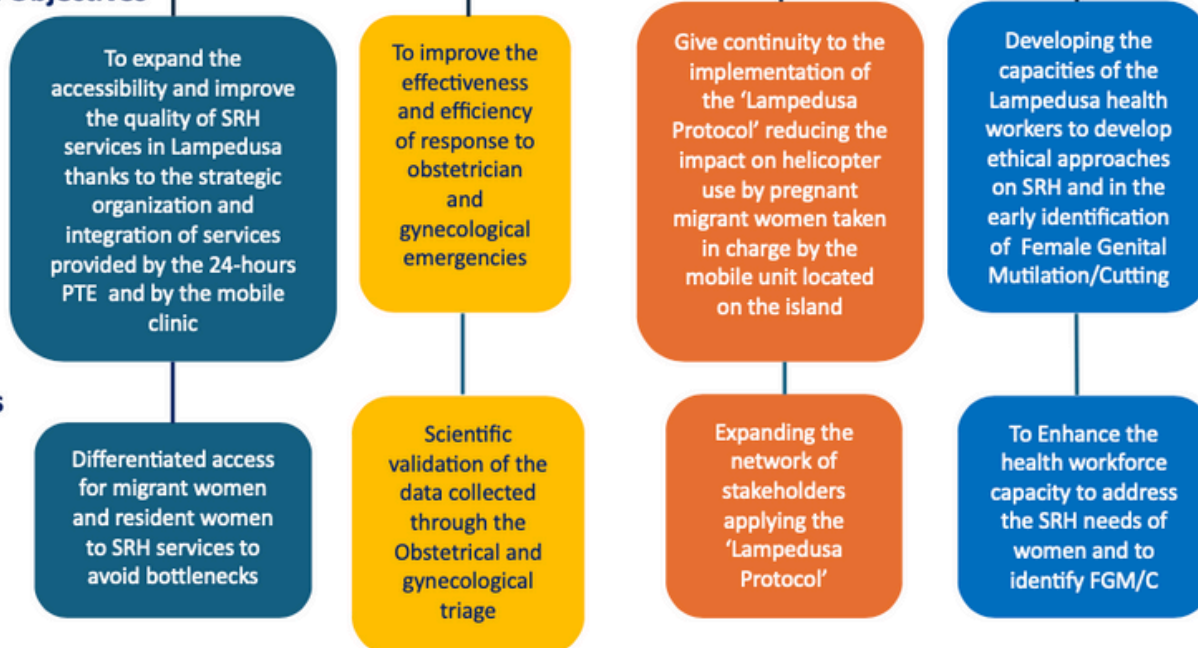 Objectives
To expand the
accessibility and improve
the quality of SRH
services in Lampedusa
thanks to the strategic
organization and
integration of services
provided by the 24-hours
PTE and by the mobile
clinic
To improve the
effectiveness
and efficiency
of response to
obstetrician
and
gynecological
emergencies
Give continuity to the
implementation of
the ‘Lampedusa
Protocol’ reducing the
impact on helicopter
use by pregnant
migrant women taken
in charge by the
mobile unit located
on the island
Developing the
capacities of the
Lampedusa health
workers to develop
ethical approaches
on SRH and in the
early identification
of Female Genital
Mutilation/Cutting
Differentiated access
for migrant women
and resident women
to SRH services to
avoid bottlenecks
Scientific
validation of the
data collected
through the
Obstetrical and
gynecological
triage
Expanding the
network of
stakeholders
applying the
‘Lampedusa
Protocol’
To Enhance the
health workforce
capacity to address
the SRH needs of
women and to
identify FGM/C